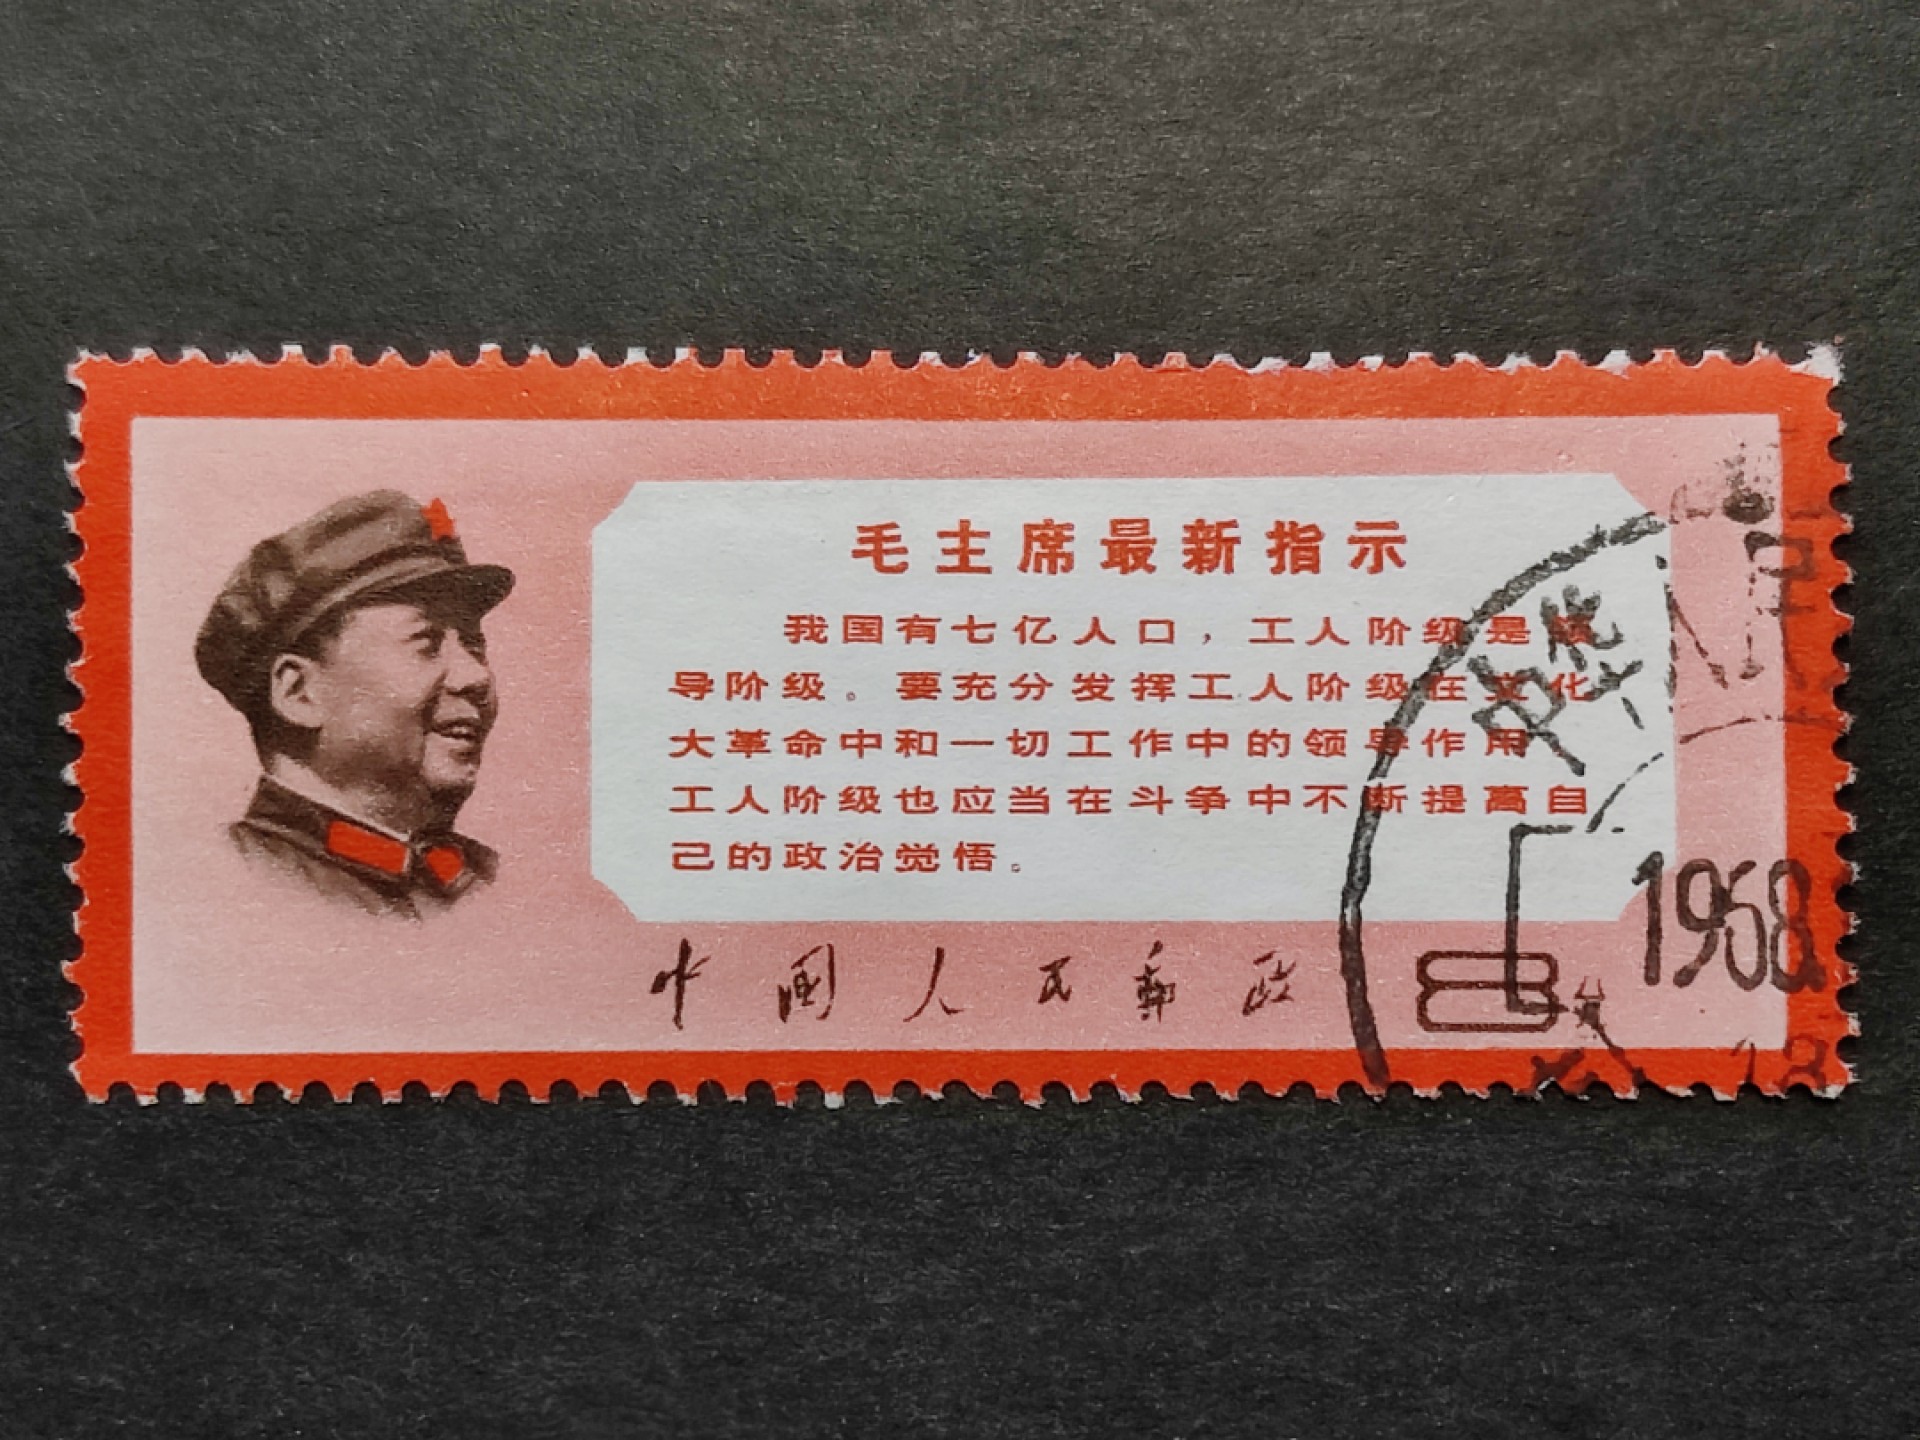 毛主席最新指示
我国有七亿人口，工人阶级是领
导阶级。要充分发挥工人阶级在文化
大革命中和一切工作中的领导作用
工人阶级也应当在斗争中不断提高自
己的政治觉悟。
中国人民邮政
8
1968